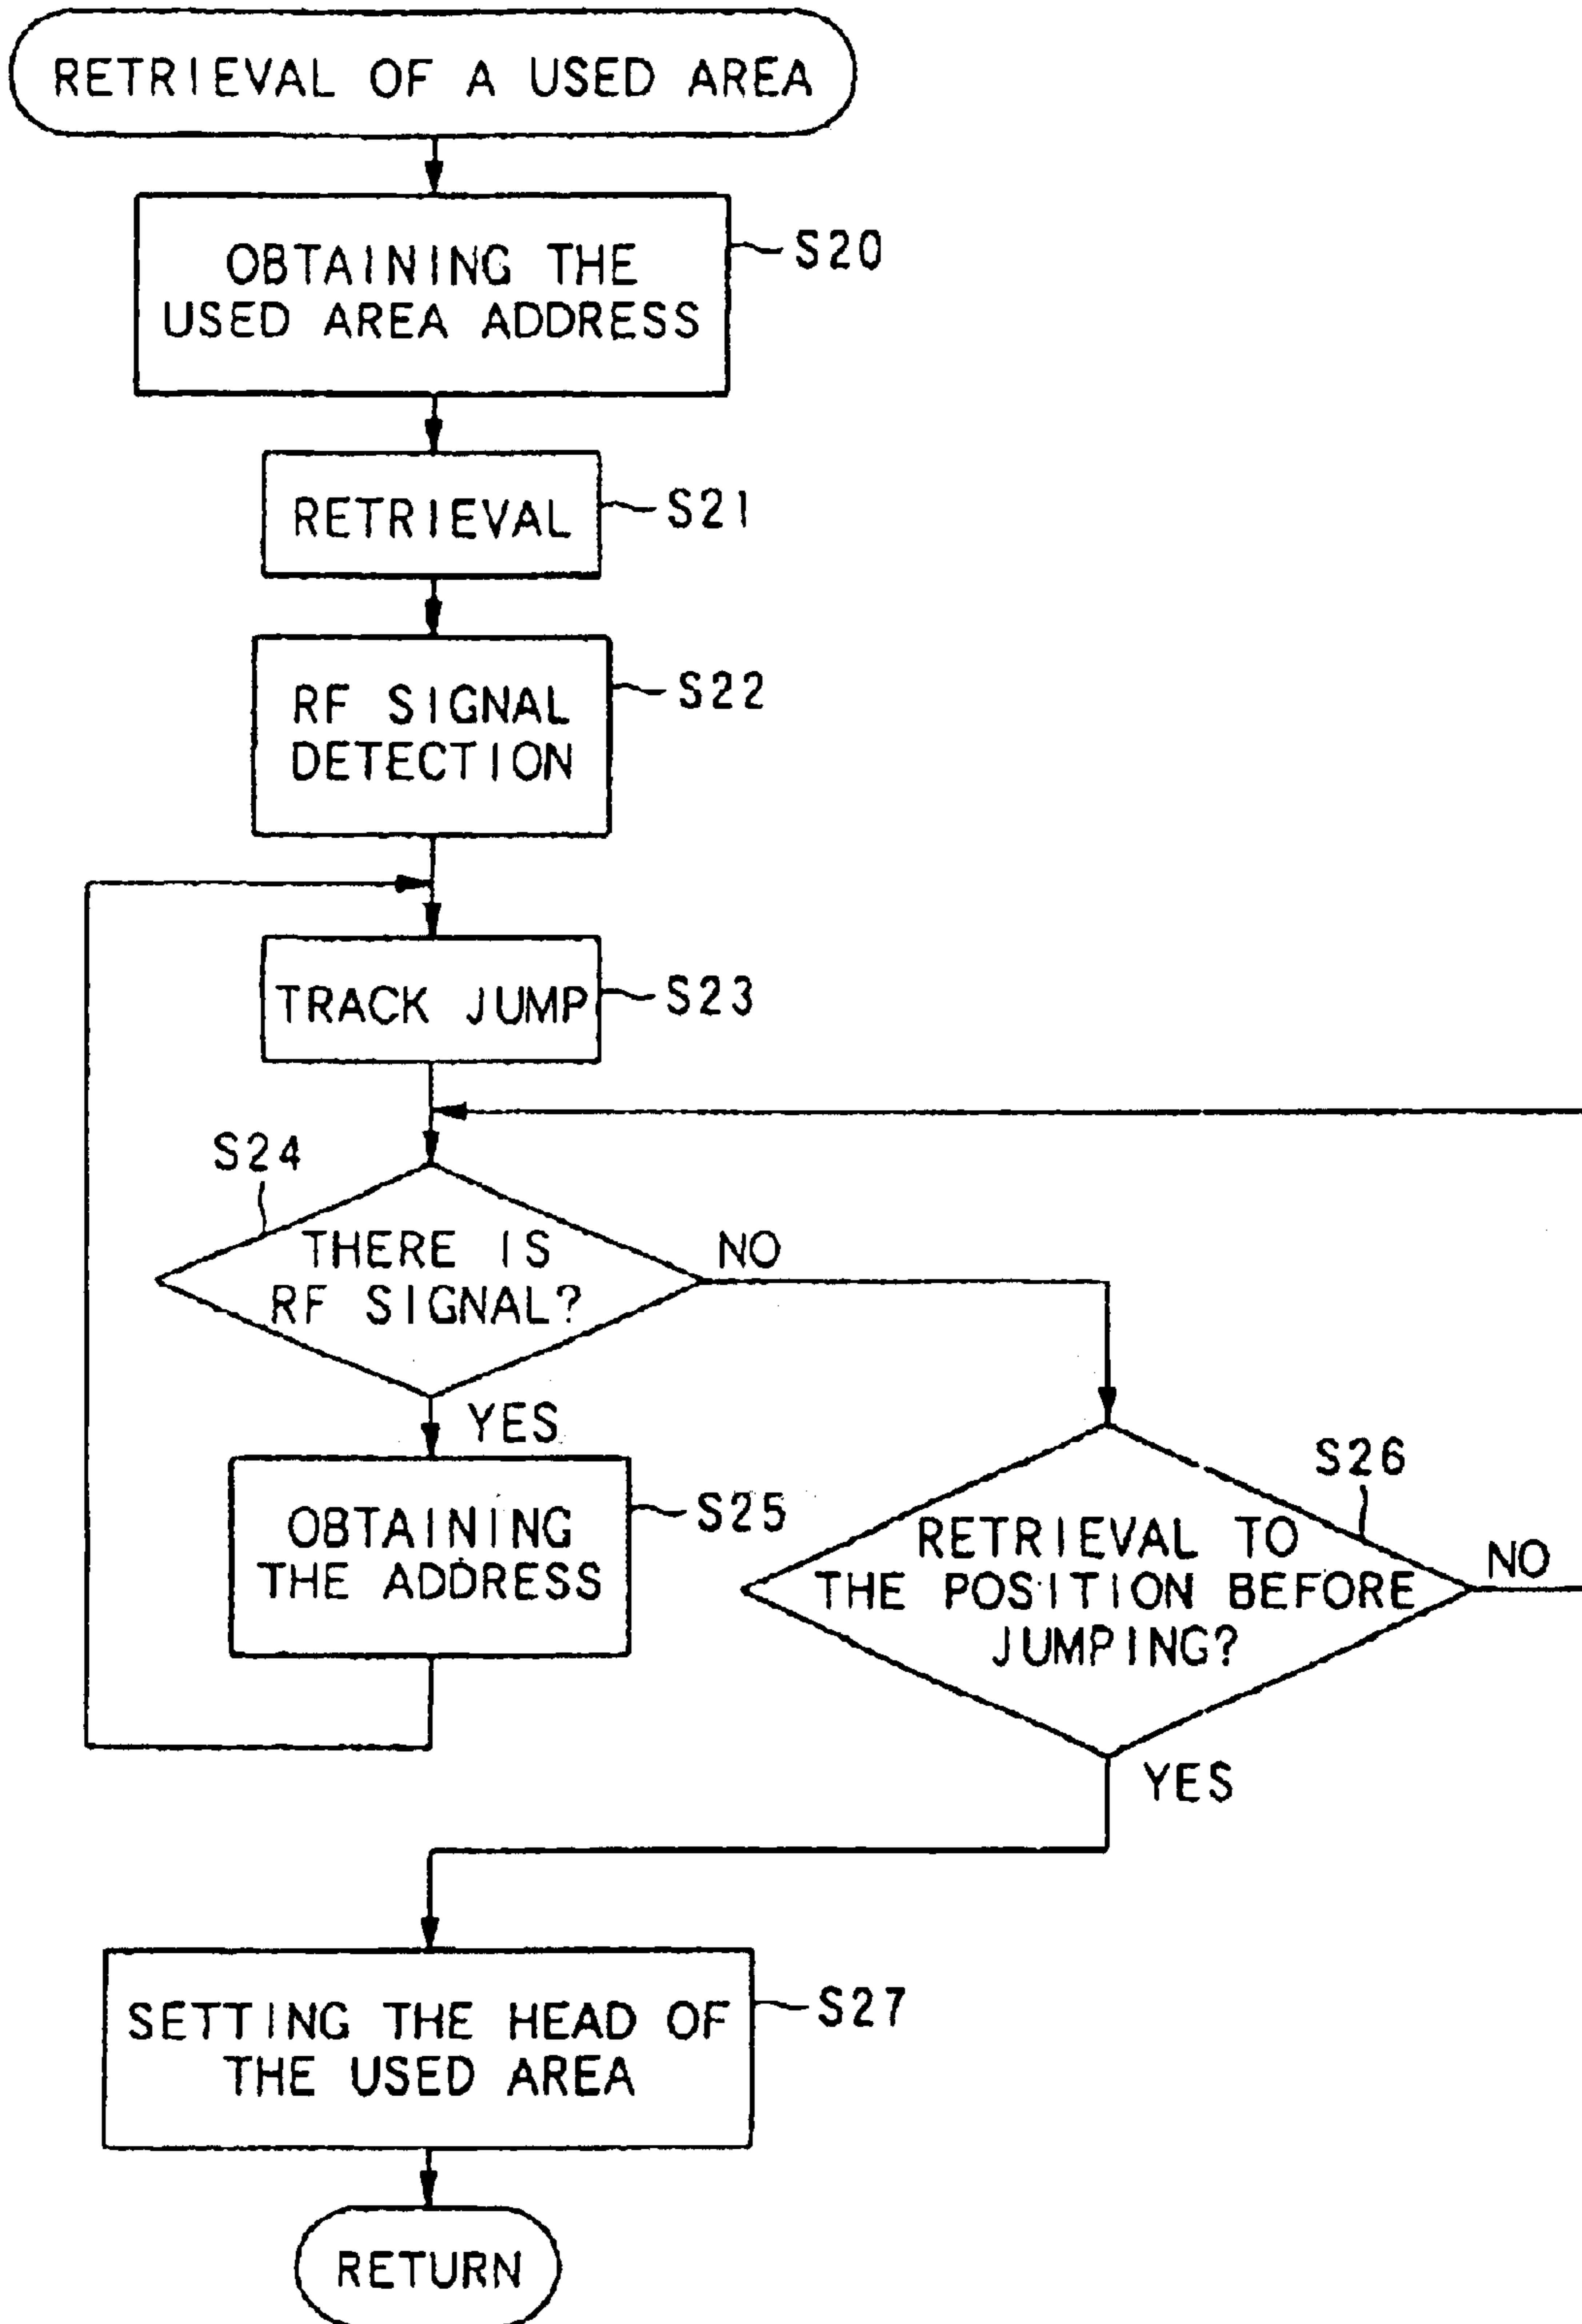 RETRIEVAL OF A USED AREA
OBTAINING THE
USED AREA ADDRESS
S20
RETRIEVAL
S21
RF SIGNAL
DETECTION
S22
TRACK JUMP
S23
S24
THERE IS
RF SIGNAL?
NO
YES
OBTAINING
THE ADDRESS
S25
S26
RETRIEVAL TO
THE POSITION BEFORE
JUMPING?
NO
YES
SETTING THE HEAD OF
THE USED AREA
S27
RETURN